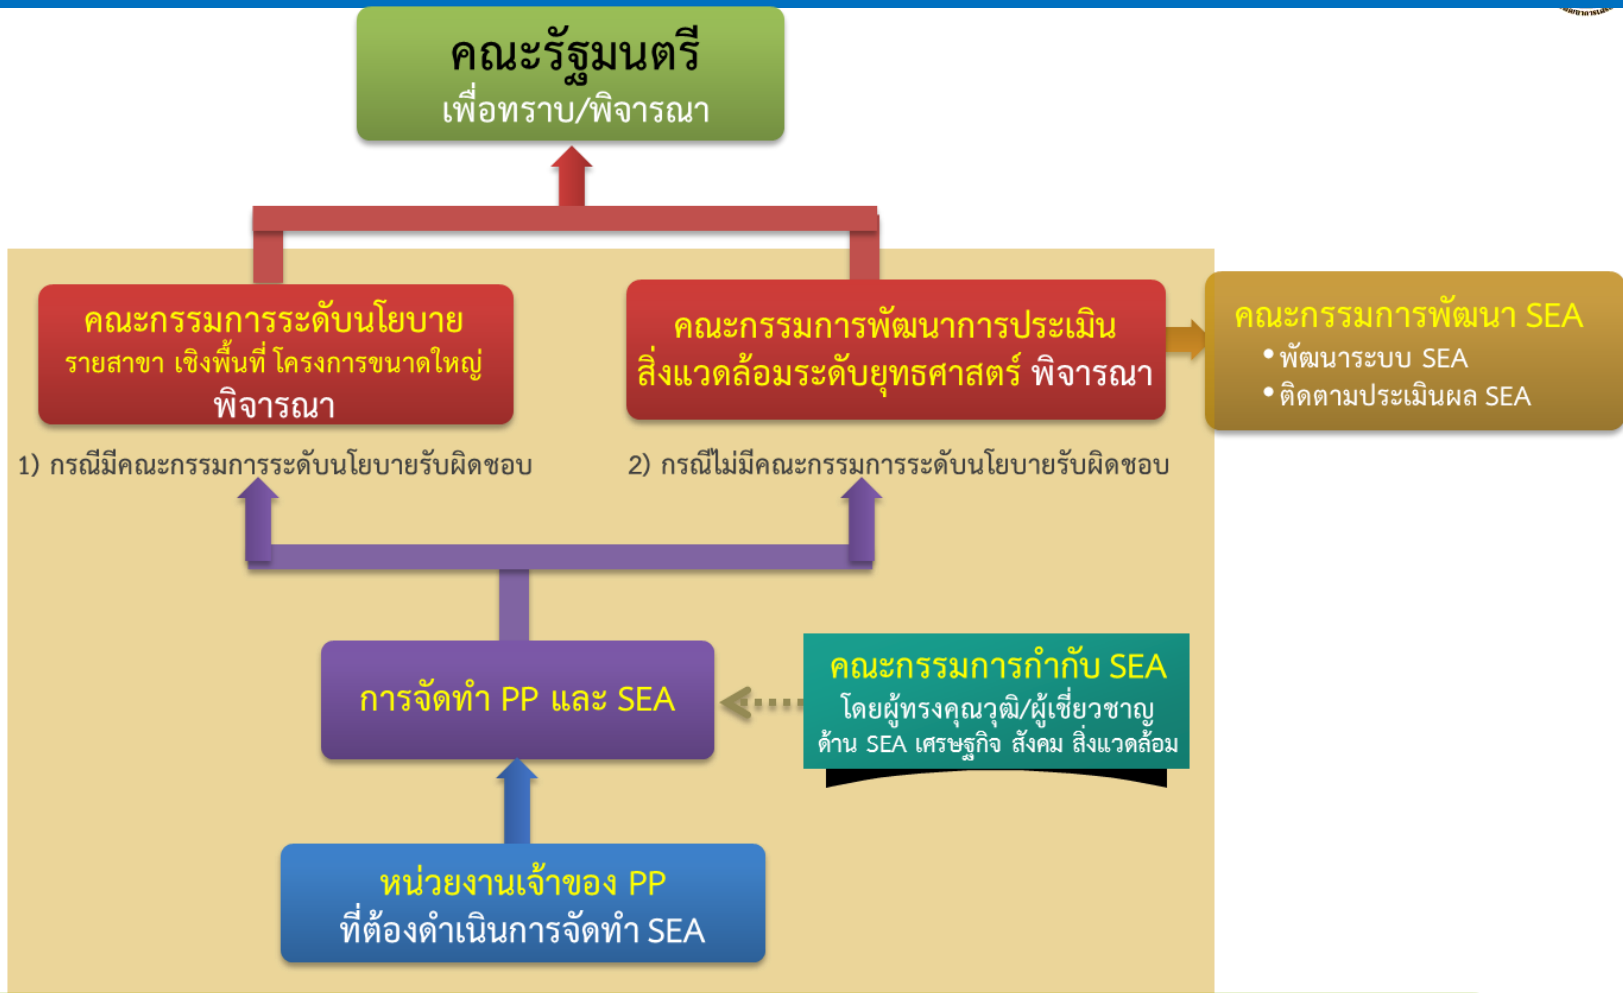 คณะรัฐมนตรี
เพื่อทราบ/พิจารณา
คณะกรรมการระดับนโยบาย
รายสาขา เชิงพื้นที่ โครงการขนาดใหญ่
พิจารณา
คณะกรรมการพัฒนาการประเมิน
สิ่งแวดล้อมระดับยุทธศาสตร์ พิจารณา
คณะกรรมการพัฒนา SEA
•พัฒนาระบบ SEA
•ติดตามประเมินผล SEA
1) กรณีมีคณะกรรมการระดับนโยบายรับผิดชอบ
2) กรณีไม่มีคณะกรรมการระดับนโยบายรับผิดชอบ
การจัดทำ PP และ SEA
คณะกรรมการกำกับ SEA
โดยผู้ทรงคุณวุฒิ/ผู้เชี่ยวชาญ
ด้าน SEA เศรษฐกิจ สังคม สิ่งแวดล้อม
หน่วยงานเจ้าของ PP
ที่ต้องดำเนินการจัดทำ SEA